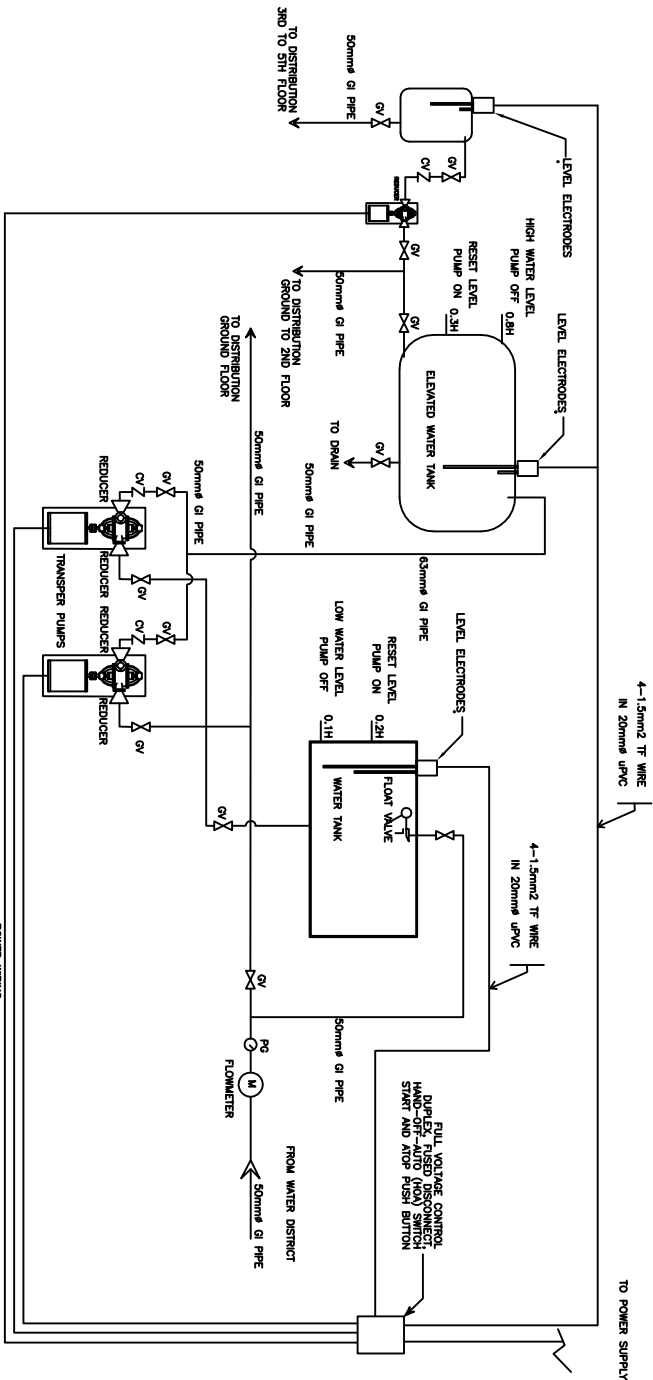 TO POWER SUPPLY
4-1.5mm2 TF WIRE
IN 20mmø uPVC
LEVEL ELECTRODES
LEVEL ELECTRODES
HIGH WATER LEVEL
PUMP OFF
0.8H
RESET LEVEL
PUMP ON
0.3H
4-1.5mm2 TF WIRE
IN 20mmø uPVC
FULL VOLTAGE CONTROL
DUPLEX, FUSED DISCONNECT,
HAND-OFF-AUTO (HOA) SWITCH
START AND ATOP PUSH BUTTON
LEVEL ELECTRODES
ELEVATED WATER TANK
63mmø GI PIPE
RESET LEVEL
PUMP ON
0.2H
LOW WATER LEVEL
PUMP OFF
0.1H
FLOAT VALVE
WATER TANK
50mmø GI PIPE
50mmø GI PIPE
TO DISTRIBUTION
3RD TO 5TH FLOOR
GV
GV
CV
REDUCER
GV
GV
50mmø GI PIPE
TO DISTRIBUTION
GROUND TO 2ND FLOOR
GV
TO DRAIN
50mmø GI PIPE
FROM WATER DISTRICT
50mmø GI PIPE
TO DISTRIBUTION
GROUND FLOOR
50mmø GI PIPE
GV
PG
M
FLOWMETER
GV
50mmø GI PIPE
GV
CV
REDUCER
REDUCER
GV
GV
CV
REDUCER
REDUCER
GV
TRANSPER PUMPS
POWER WIRING